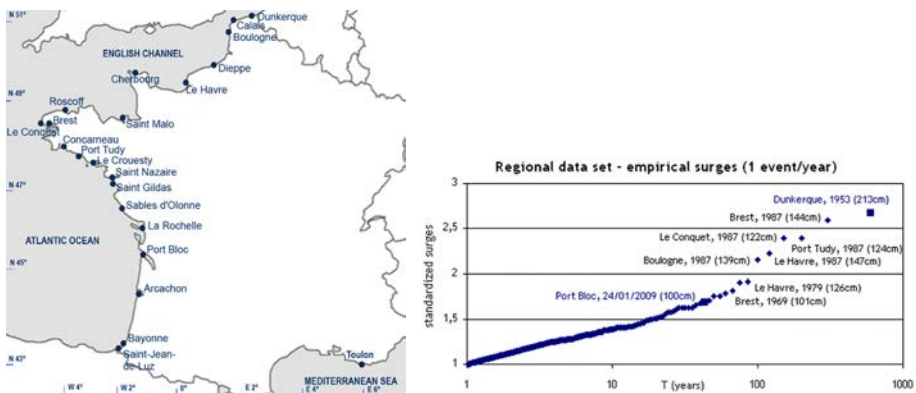 N 51°
Dunkerque
Calais
Boulogne
ENGLISH CHANNEL
Dieppe
Cherbourg
Le Havre
N 49°
Roscoff
Brest
Saint Malo
Le Conquet
Concarneau
Port Tudy
Le Crouesty
Saint Nazaire
N 47°
Saint Gildas
Sables d'Olonne
La Rochelle
ATLANTIC OCEAN
Port Bloc
N 45°
Arcachon
Bayonne
Saint-Jean-
de-Luz
Toulon
N 43°
MEDITERRANEAN SEA
W 4°
W 2°
0°
E 2°
E 4°
E 6°
Regional data set - empirical surges (1 event/year)
standardized surges
3
2,5
2
1,5
1
Dunkerque, 1953 (213cm)
Brest, 1987 (144cm)
Le Conquet, 1987 (122cm)
Port Tudy, 1987 (124cm)
Boulogne, 1987 (139cm)
Le Havre, 1987 (147cm)
Port Bloc, 24/01/2009 (100cm)
Le Havre, 1979 (126cm)
Brest, 1969 (101cm)
1
10
100
1000
T (years)